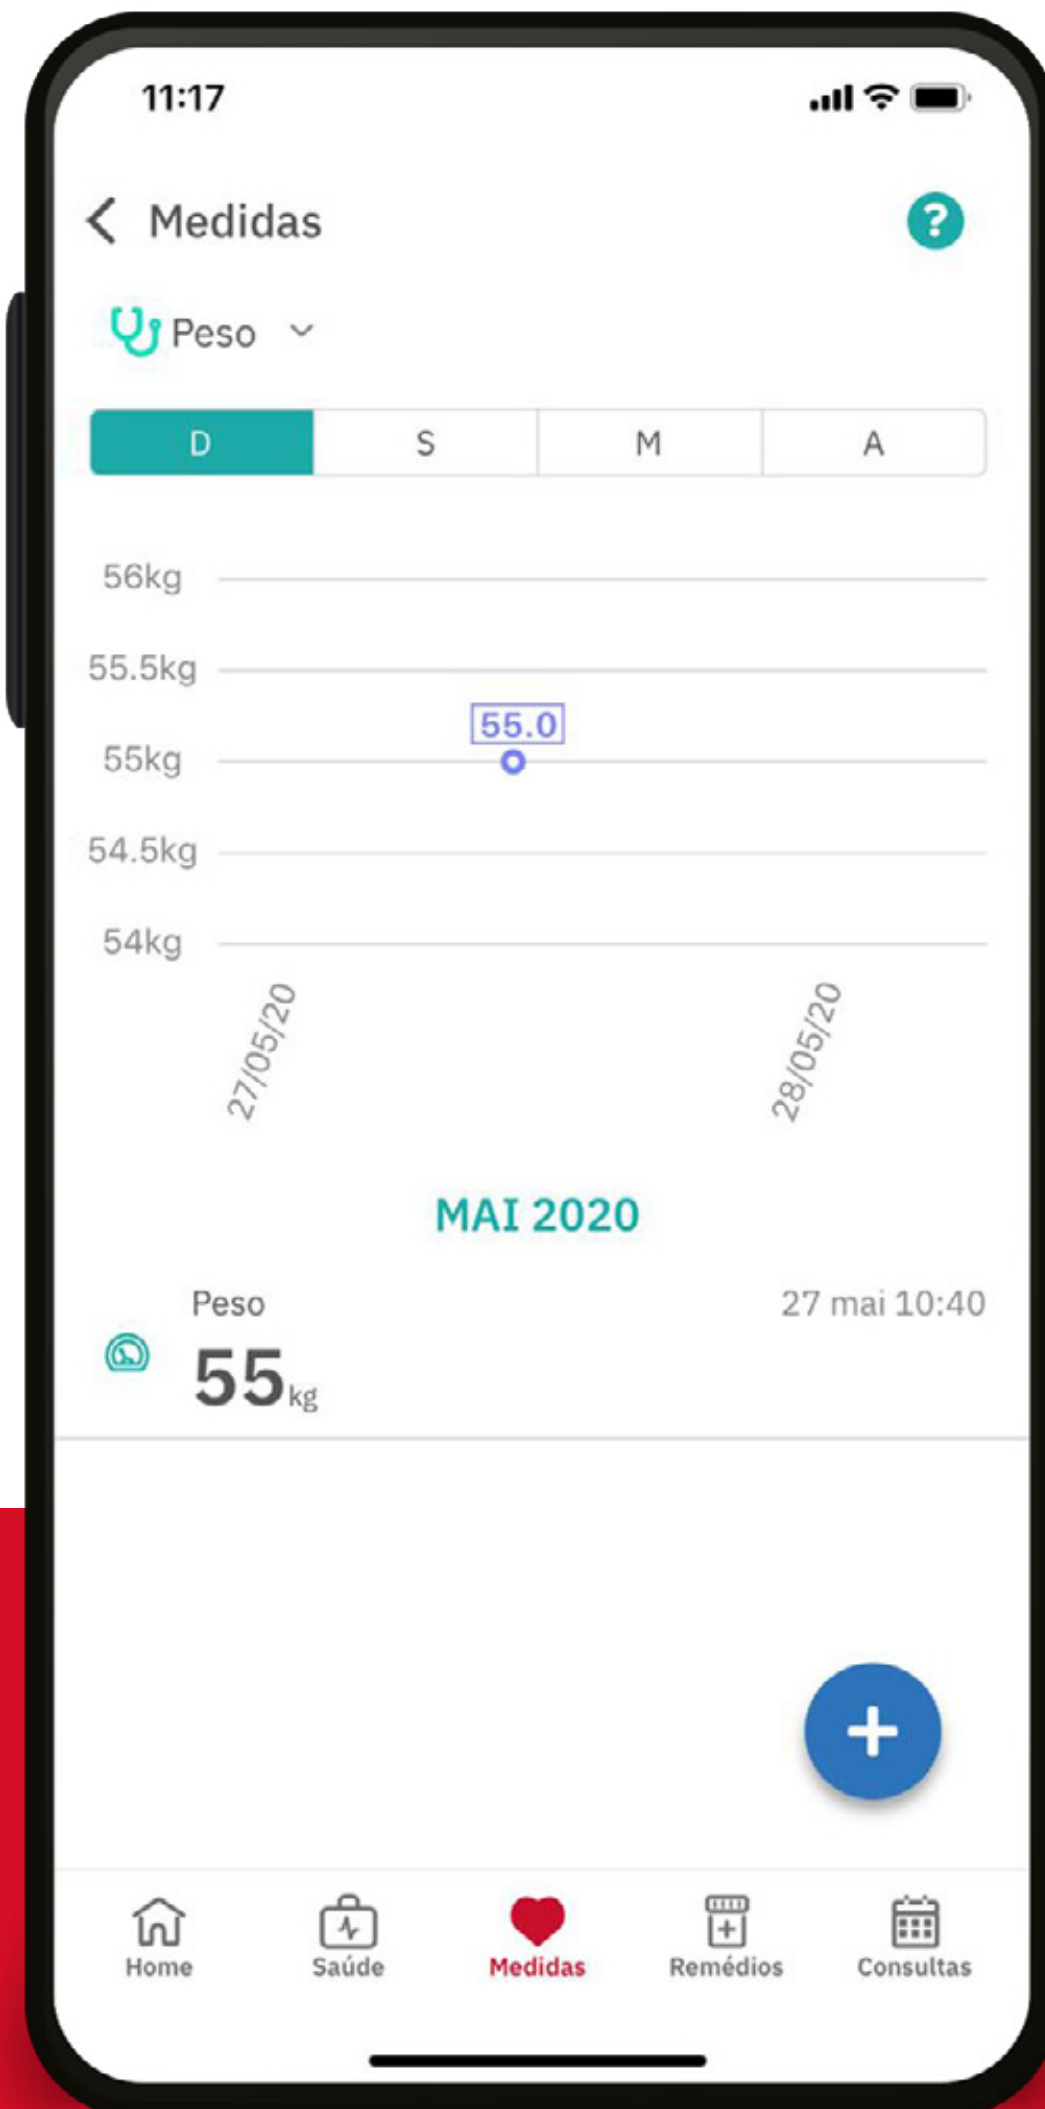 11:17
Medidas
?
Peso
D S M A
56kg
55.5kg
55.0
55kg
54.5kg
54kg
27/05/20 28/05/20
MAI 2020
Peso 27 mai 10:40
55kg
+
Home Saúde Medidas Remédios Consultas